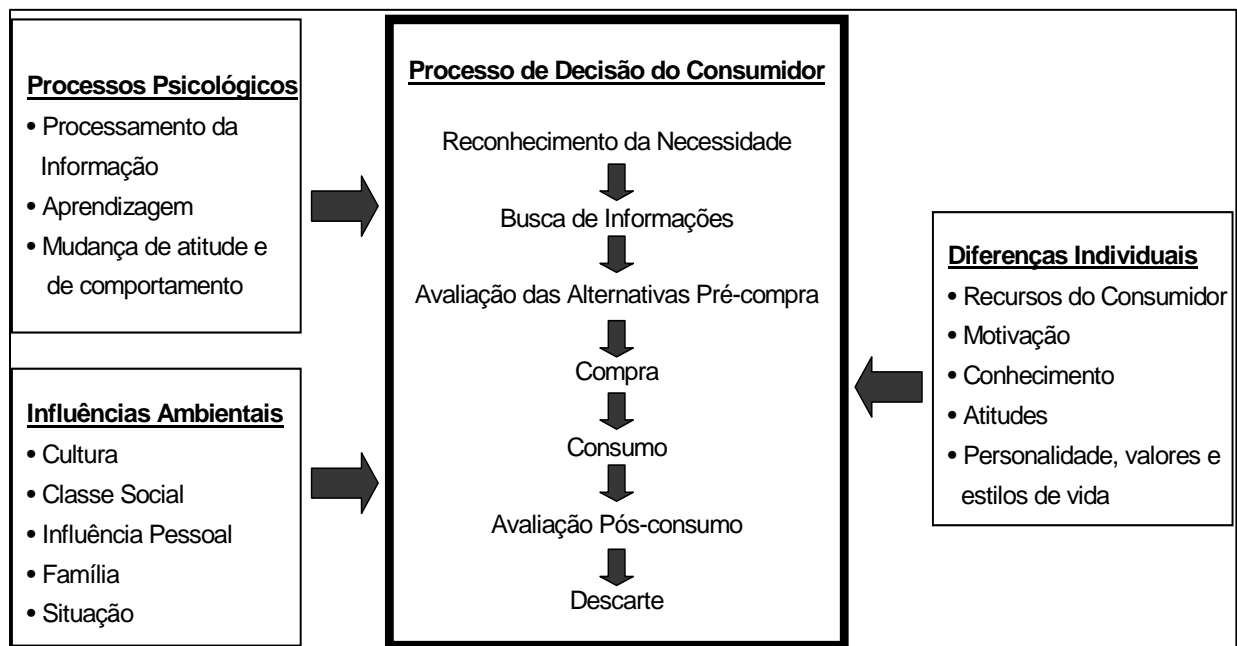 Processos Psicológicos
• Processamento da
Informação
• Aprendizagem
• Mudança de atitude e
de comportamento
Influências Ambientais
• Cultura
• Classe Social
• Influência Pessoal
• Família
• Situação
Processo de Decisão do Consumidor
Reconhecimento da Necessidade
Busca de Informações
Avaliação das Alternativas Pré-compra
Compra
Consumo
Avaliação Pós-consumo
Descarte
Diferenças Individuais
• Recursos do Consumidor
• Motivação
• Conhecimento
• Atitudes
• Personalidade, valores e
estilos de vida